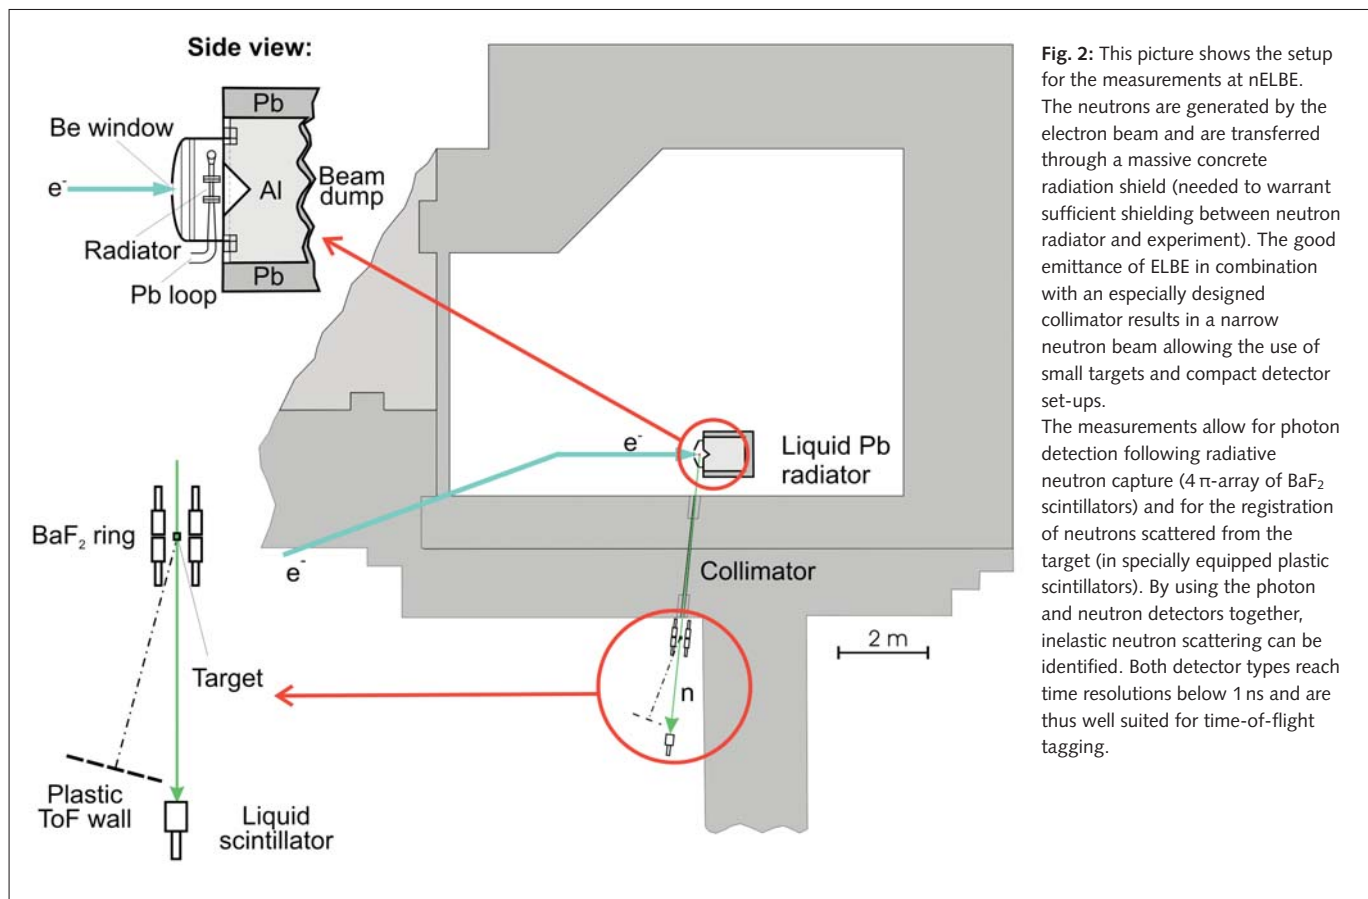 Side view:
Pb
Be window
e-
Al
Beam
dump
Radiator
Pb
Pb loop
e-
Liquid Pb
radiator
BaF₂ ring
e-
Collimator
2 m
Target
n
Plastic
ToF wall
Liquid
scintillator
Fig. 2: This picture shows the setup
for the measurements at nELBE.
The neutrons are generated by the
electron beam and are transferred
through a massive concrete
radiation shield (needed to warrant
sufficient shielding between neutron
radiator and experiment). The good
emittance of ELBE in combination
with an especially designed
collimator results in a narrow
neutron beam allowing the use of
small targets and compact detector
set-ups.
The measurements allow for photon
detection following radiative
neutron capture (4 π-array of BaF₂
scintillators) and for the registration
of neutrons scattered from the
target (in specially equipped plastic
scintillators). By using the photon
and neutron detectors together,
inelastic neutron scattering can be
identified. Both detector types reach
time resolutions below 1 ns and are
thus well suited for time-of-flight
tagging.